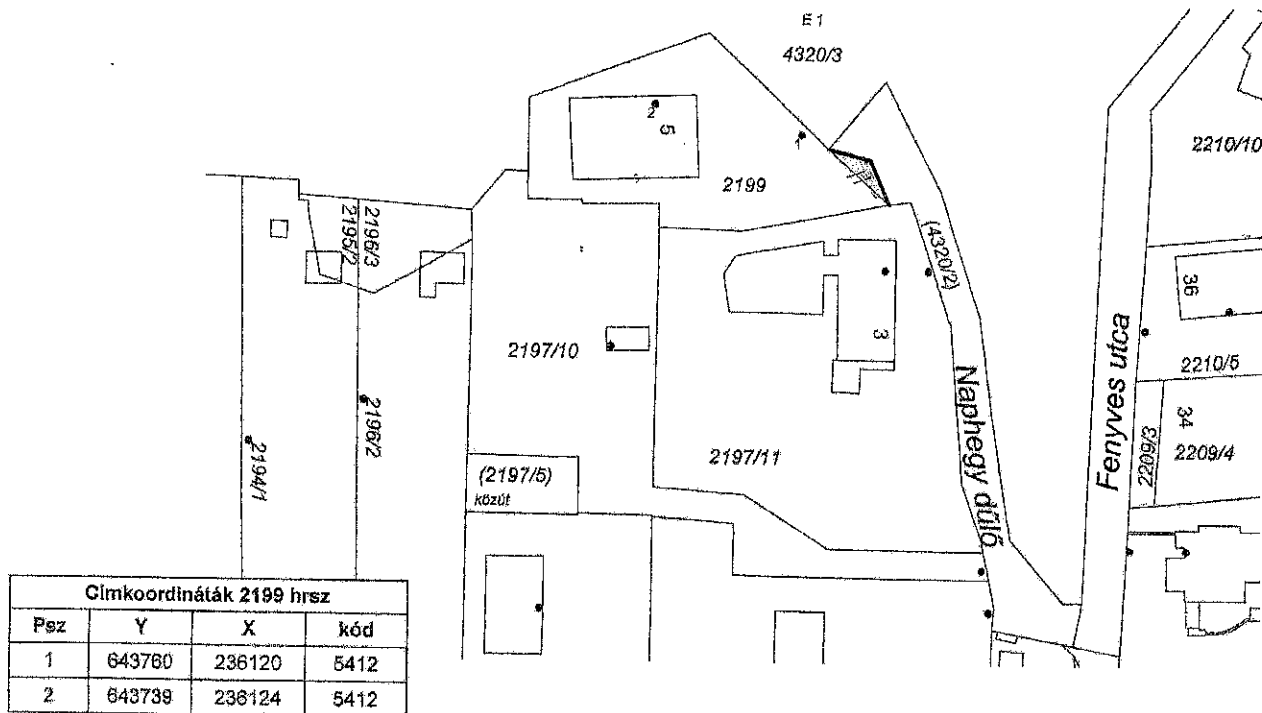 E 1
4320/3
2210/10
2
5
1
2199
2196/3
2195/2
(4320/2)
36
3
2197/10
Fenyves utca
2210/5
Naphegy dűlő
34
2196/2
2194/1
2197/11
2209/3
2209/4
(2197/5)
közút
Címkoordináták 2199 hrsz
Psz Y X kód
1 643760 236120 5412
2 643739 236124 5412